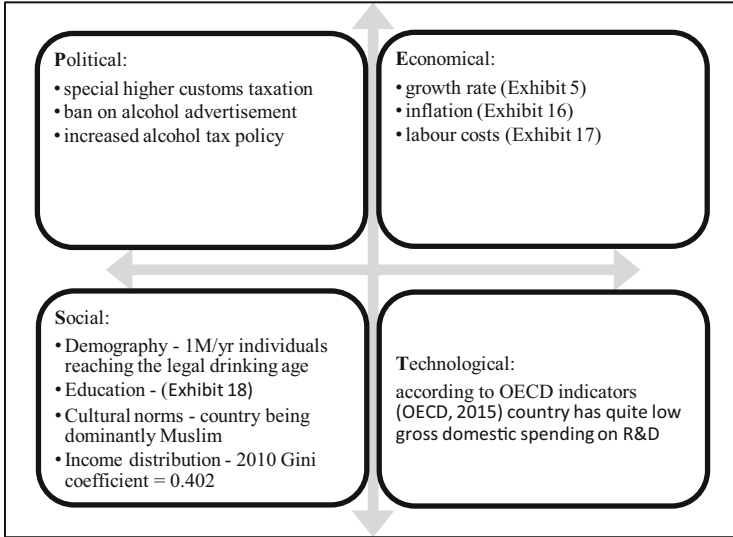 Political:
• special higher customs taxation
• ban on alcohol advertisement
• increased alcohol tax policy
Economical:
• growth rate (Exhibit 5)
• inflation (Exhibit 16)
• labour costs (Exhibit 17)
Social:
• Demography - 1M/yr individuals
reaching the legal drinking age
• Education - (Exhibit 18)
• Cultural norms - country being
dominantly Muslim
• Income distribution - 2010 Gini
coefficient = 0.402
Technological:
according to OECD indicators
(OECD, 2015) country has quite low
gross domestic spending on R&D